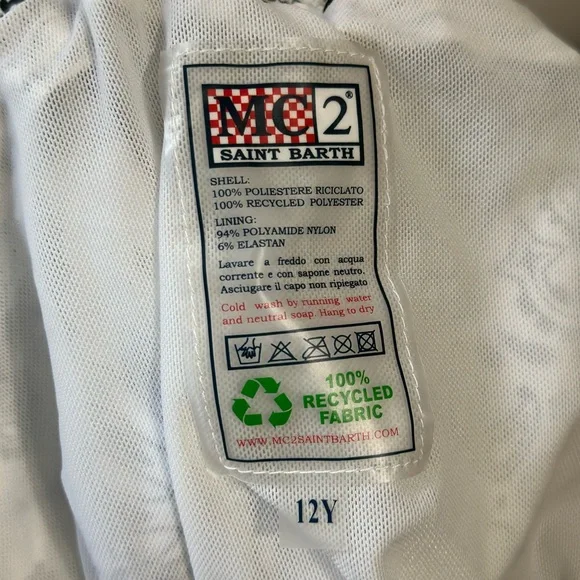 MC2®
SAINT BARTH
SHELL:
100% POLIESTERE RICICLATO
100% RECYCLED POLYESTER
LINING:
94% POLYAMIDE NYLON
6% ELASTAN
Lavare a freddo con acqua
corrente e con sapone neutro.
Asciugare il capo non ripiegato
Cold wash by running water
and neutral soap. Hang to dry
100%
RECYCLED
FABRIC
WWW.MC2SAINTBARTH.COM
12Y